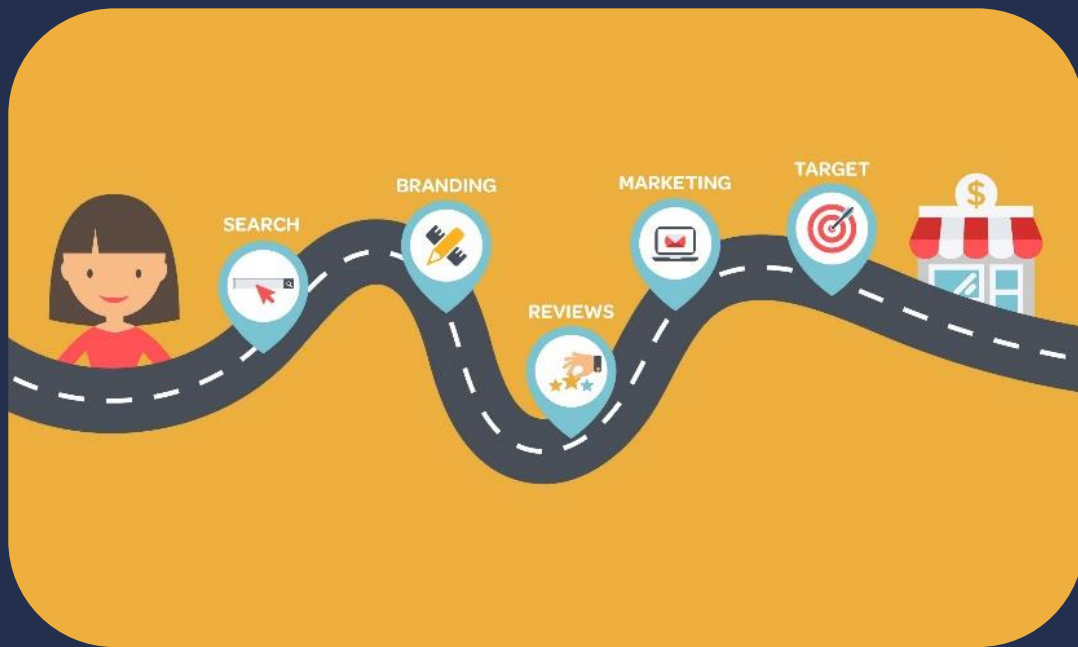 SEARCH
BRANDING
REVIEWS
MARKETING
TARGET
$